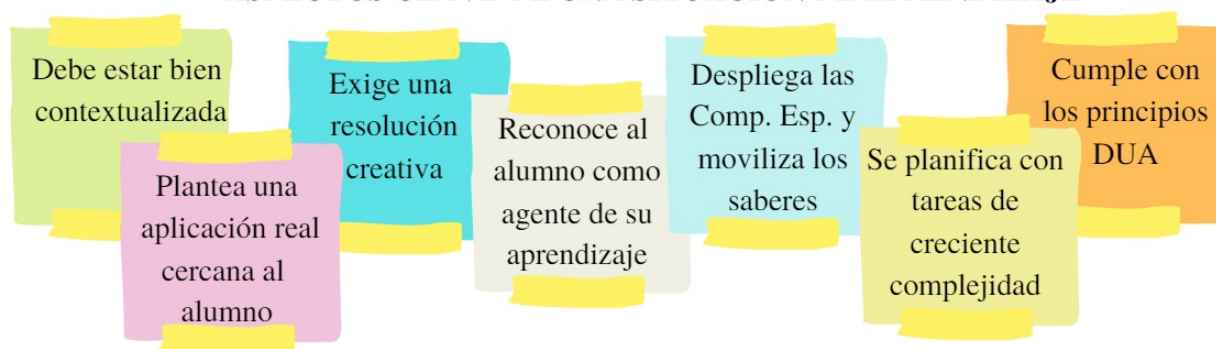 Debe estar bien
contextualizada
Plantea una
aplicación real
cercana al
alumno
Exige una
resolución
creativa
Reconoce al
alumno como
agente de su
aprendizaje
Despliega las
Comp. Esp. y
moviliza los
saberes
Se planifica con
tareas de
creciente
complejidad
Cumple con
los principios
DUA